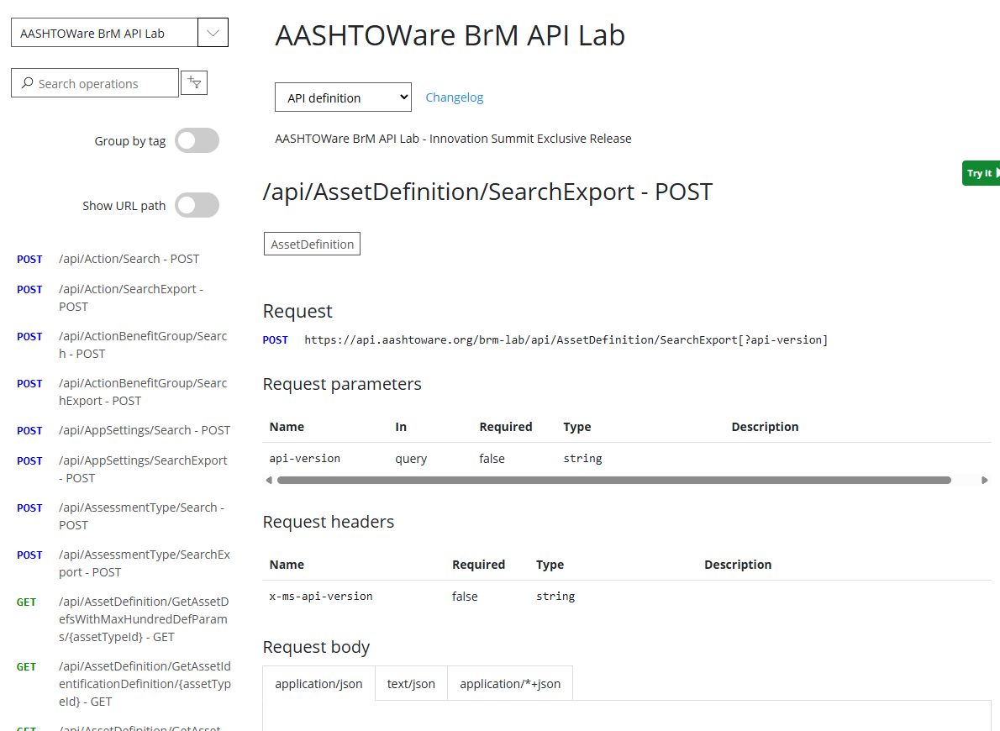 AASHTOWare BrM API Lab
Search operations
Group by tag
Show URL path
POST /api/Action/Search - POST
POST /api/Action/SearchExport -
POST
POST /api/ActionBenefitGroup/Searc
h - POST
POST /api/ActionBenefitGroup/Searc
hExport - POST
POST /api/AppSettings/Search - POST
POST /api/AppSettings/SearchExport
- POST
POST /api/AssessmentType/Search -
POST
POST /api/AssessmentType/SearchEx
port - POST
GET /api/AssetDefinition/GetAssetD
efsWithMaxHundredDefParam
s/{assetTypeId} - GET
GET /api/AssetDefinition/GetAssetId
entificationDefinition/{assetTyp
eId} - GET
GET /api/AssetDefinition/GetAsset
AASHTOWare BrM API Lab
API definition Changelog
AASHTOWare BrM API Lab - Innovation Summit Exclusive Release
Try it
/api/AssetDefinition/SearchExport - POST
AssetDefinition
Request
POST https://api.aashtoware.org/brm-lab/api/AssetDefinition/SearchExport[?api-version]
Request parameters
Name In Required Type Description
api-version query false string
Request headers
Name Required Type Description
x-ms-api-version false string
Request body
application/json text/json application/*+json